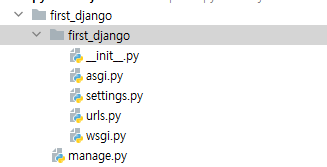 first_django
first_django
__init__.py
asgi.py
settings.py
urls.py
wsgi.py
manage.py